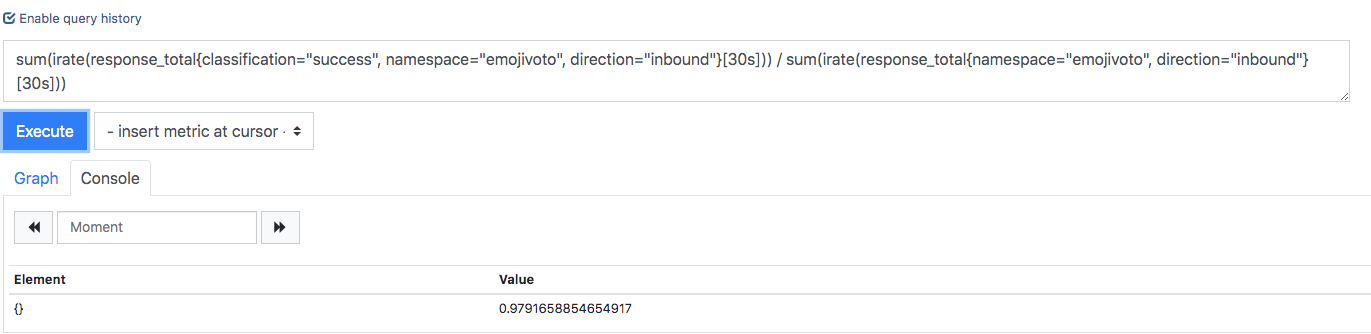 Enable query history
sum(irate(response_total{classification="success", namespace="emojivoto", direction="inbound"}[30s])) / sum(irate(response_total{namespace="emojivoto", direction="inbound"}
[30s]))
Execute - insert metric at cursor -
Graph Console
Moment
Element Value
{} 0.9791658854654917